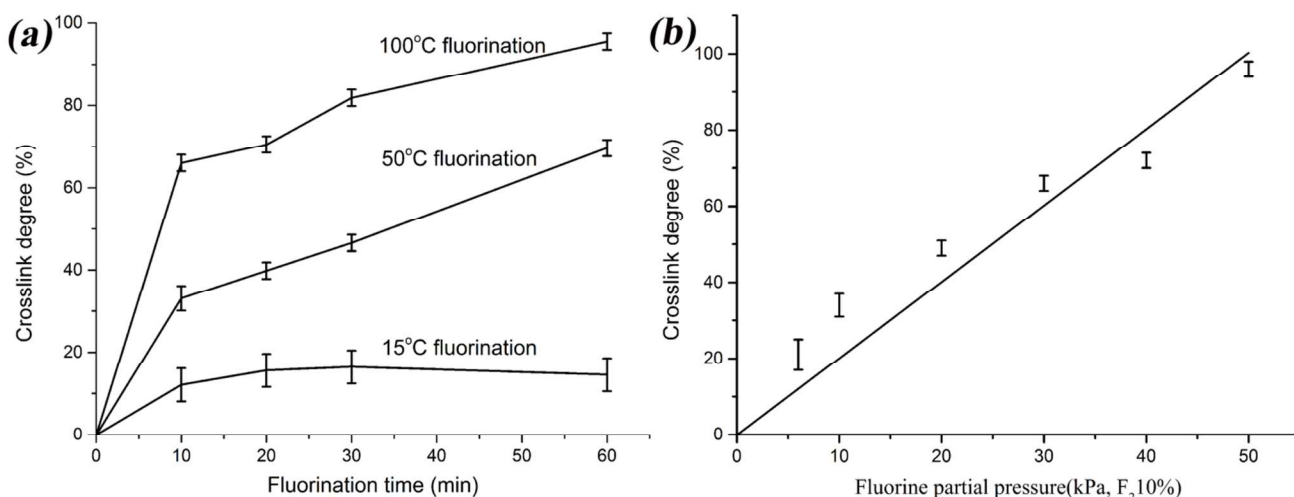 (a)
Crosslink degree (%)
100
80
60
40
20
0
100°C fluorination
50°C fluorination
15°C fluorination
0 10 20 30 40 50 60
Fluorination time (min)
(b)
Crosslink degree (%)
100
80
60
40
20
0
0 10 20 30 40 50
Fluorine partial pressure(kPa, F₂10%)